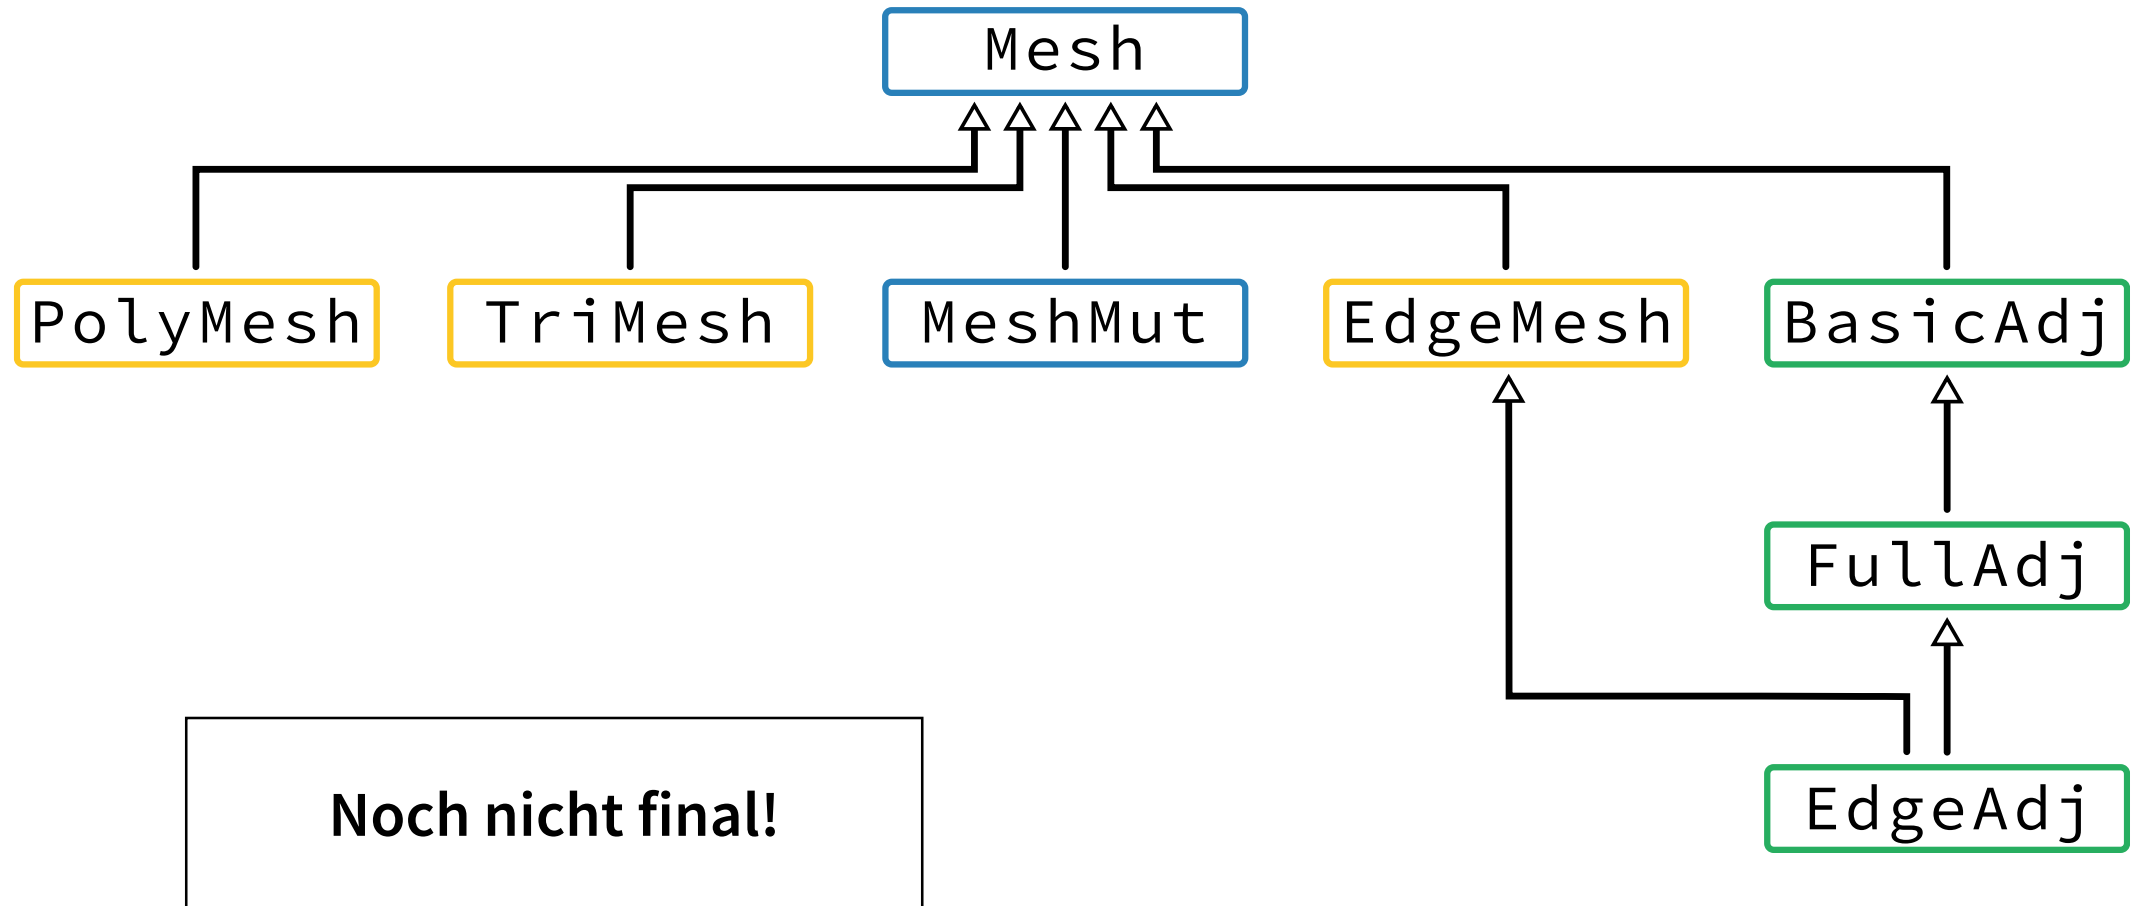 Mesh
PolyMesh
TriMesh
MeshMut
EdgeMesh
BasicAdj
FullAdj
EdgeAdj
Noch nicht final!